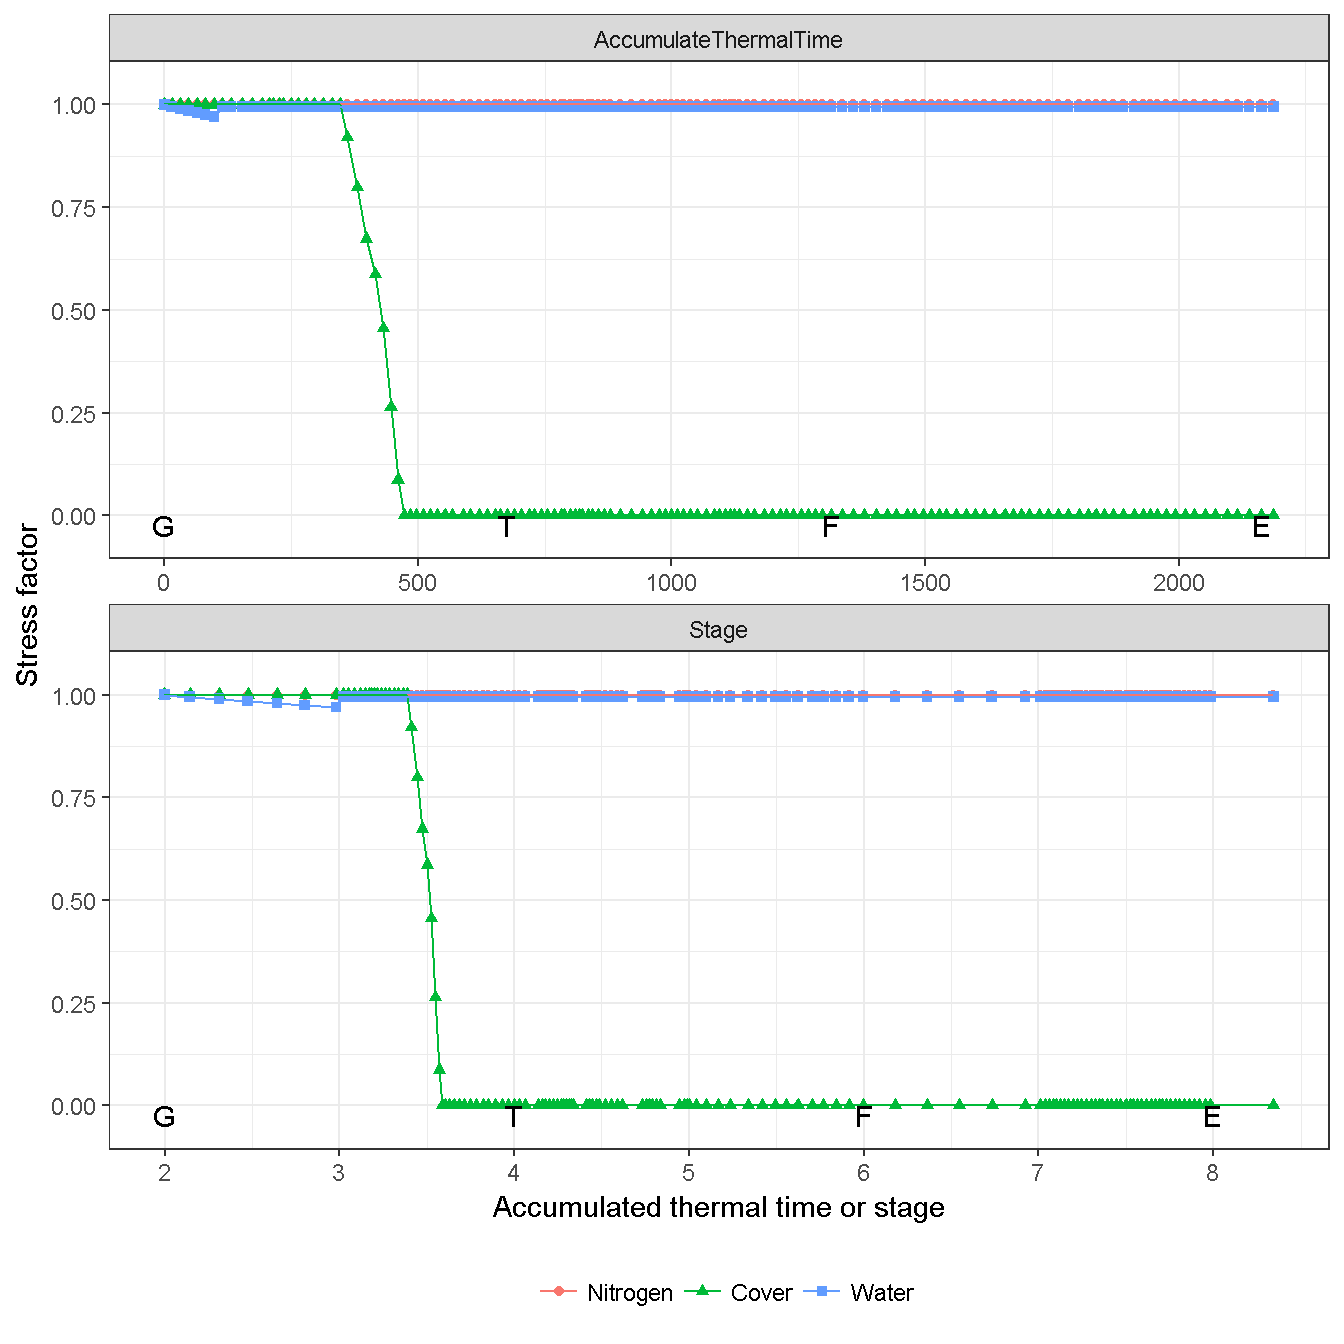 AccumulateThermalTime
1.00
0.75
0.50
0.25
0.00
G T F E
0 500 1000 1500 2000
Stress factor
Stage
1.00
0.75
0.50
0.25
0.00
G T F E
2 3 4 5 6 7 8
Accumulated thermal time or stage
Nitrogen Cover Water